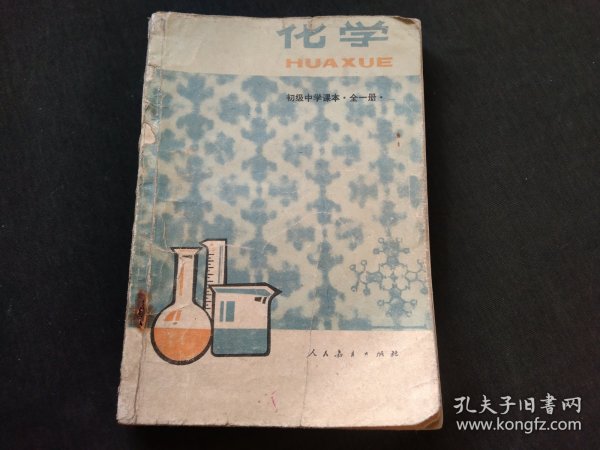 化学
HUAXUE
初级中学课本·全一册·
人民教育出版社
孔夫子旧书网
www.kongfz.com